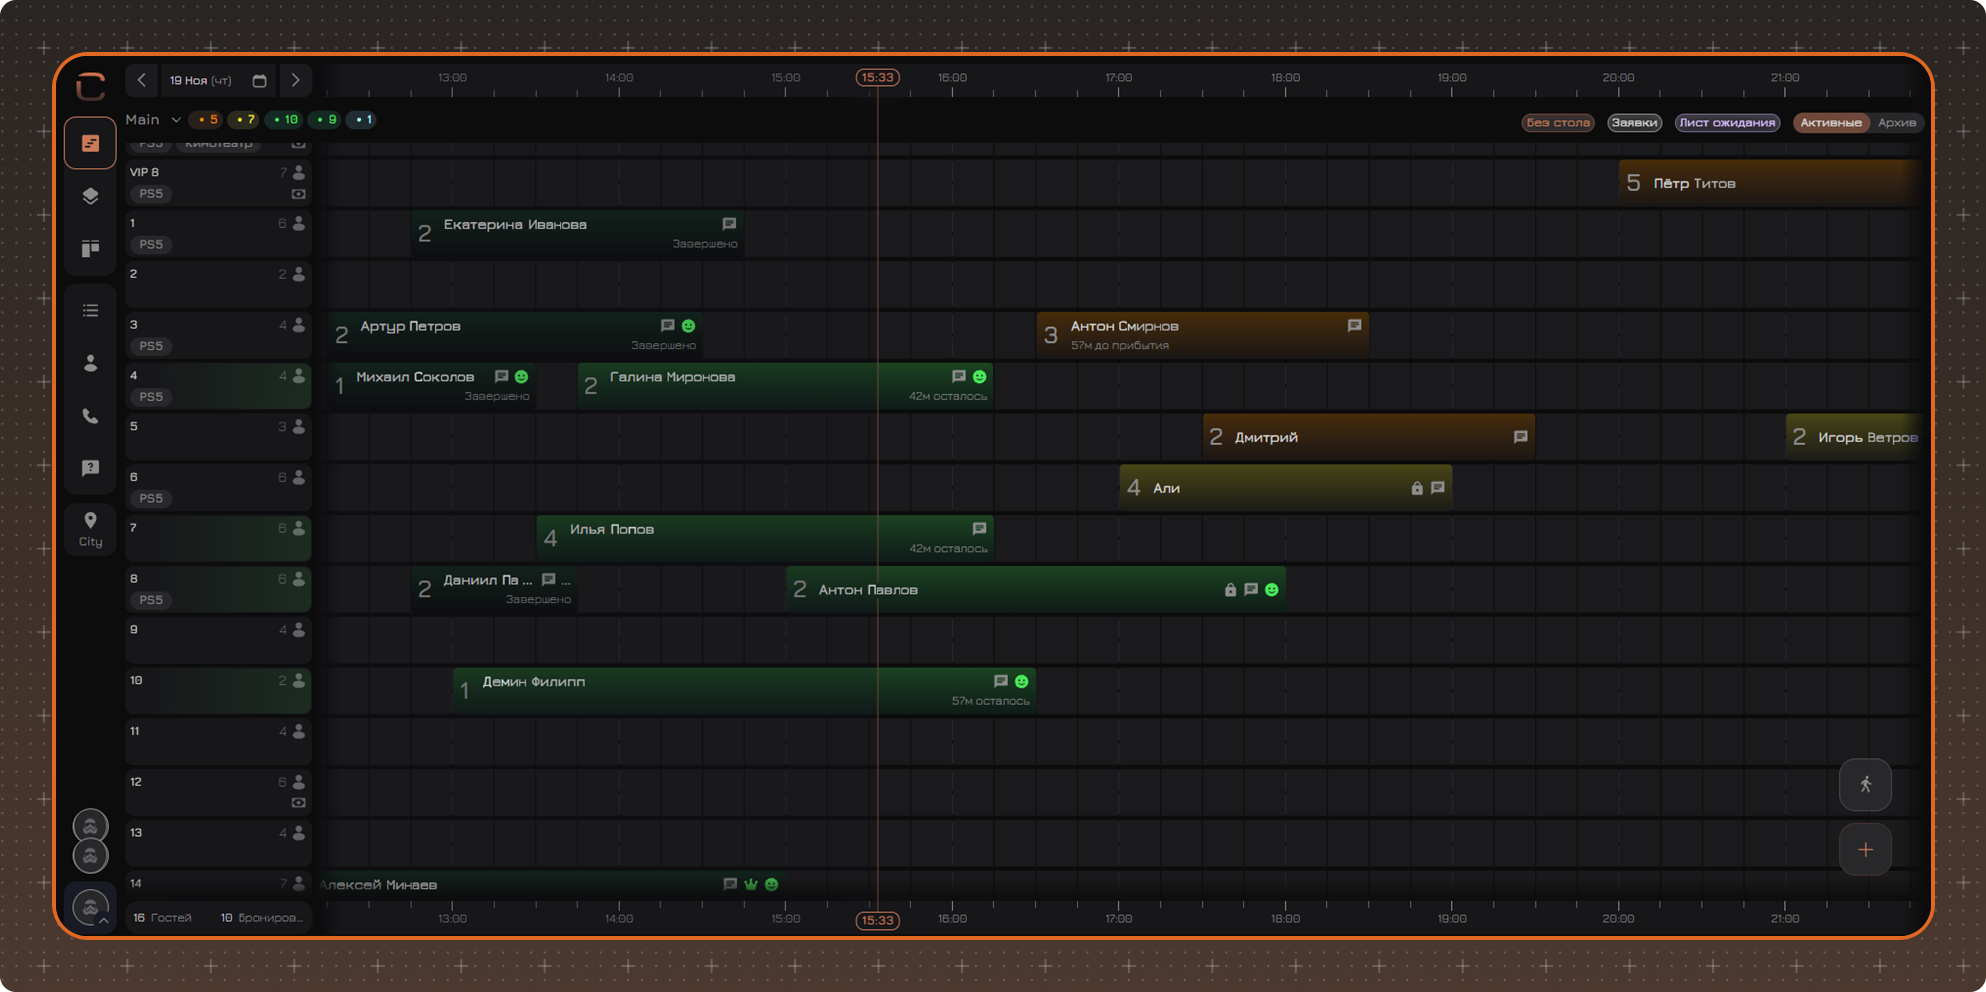 19 Ноя (чт)
13:00 14:00 15:00 15:33 16:00 17:00 18:00 19:00 20:00 21:00
Main • 5 • 7 • 10 • 9 • 1
Без стола Заявки Лист ожидания Активные Архив
PS5 Кинотеатр
VIP 8 7
PS5
5 Пётр Титов
1 6
PS5
2 Екатерина Иванова
Завершено
2 2
3 4
PS5
2 Артур Петров
Завершено
3 Антон Смирнов
57м до прибытия
4 4
PS5
1 Михаил Соколов
Завершено
2 Галина Миронова
42м осталось
5 3
2 Дмитрий
2 Игорь Ветров
6 6
PS5
4 Али
7 6
4 Илья Попов
42м осталось
City
8 6
PS5
2 Даниил Па ... ...
Завершено
2 Антон Павлов
9 4
10 2
1 Демин Филипп
57м осталось
11 4
12 6
13 4
14 7
Алексей Минаев
16 Гостей 10 Брониров...
13:00 14:00 15:00 15:33 16:00 17:00 18:00 19:00 20:00 21:00